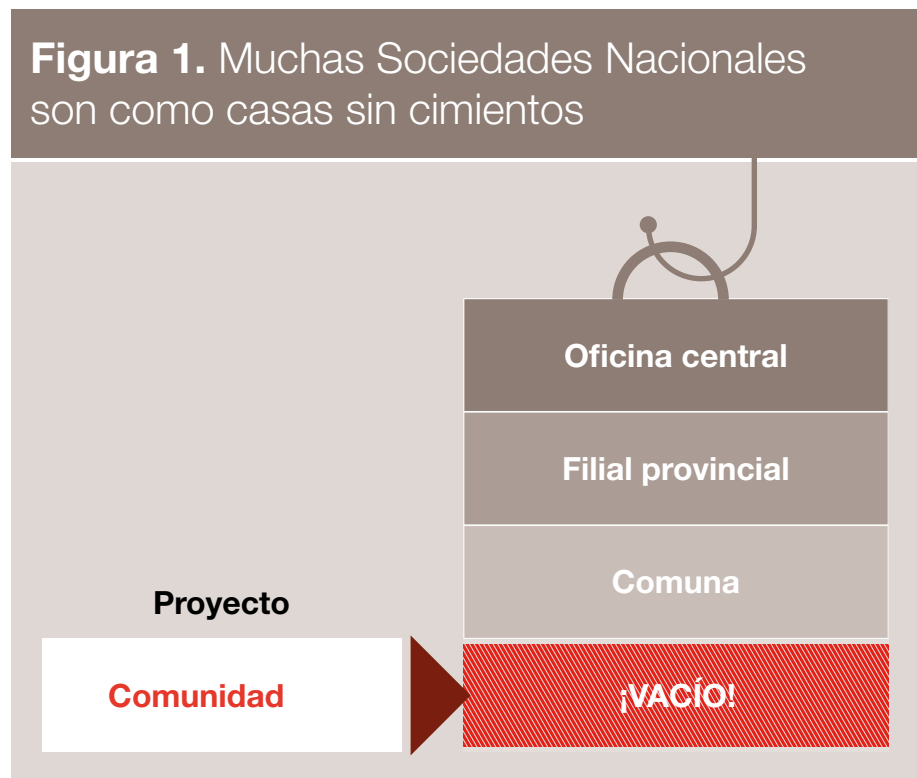 Figura 1. Muchas Sociedades Nacionales
son como casas sin cimientos
Oficina central
Filial provincial
Comuna
Proyecto
Comunidad
¡VACÍO!